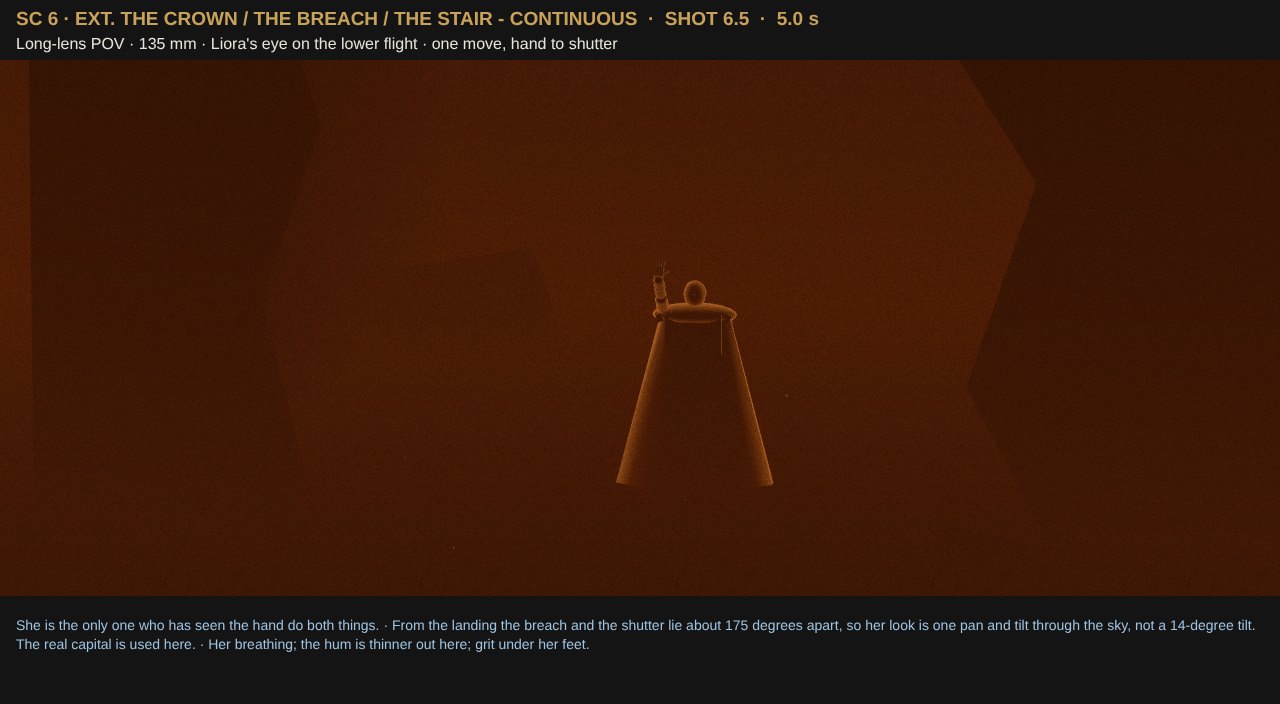 SC 6 · EXT. THE CROWN / THE BREACH / THE STAIR - CONTINUOUS · SHOT 6.5 · 5.0 s
Long-lens POV · 135 mm · Liora's eye on the lower flight · one move, hand to shutter
She is the only one who has seen the hand do both things. · From the landing the breach and the shutter lie about 175 degrees apart, so her look is one pan and tilt through the sky, not a 14-degree tilt.
The real capital is used here. · Her breathing; the hum is thinner out here; grit under her feet.